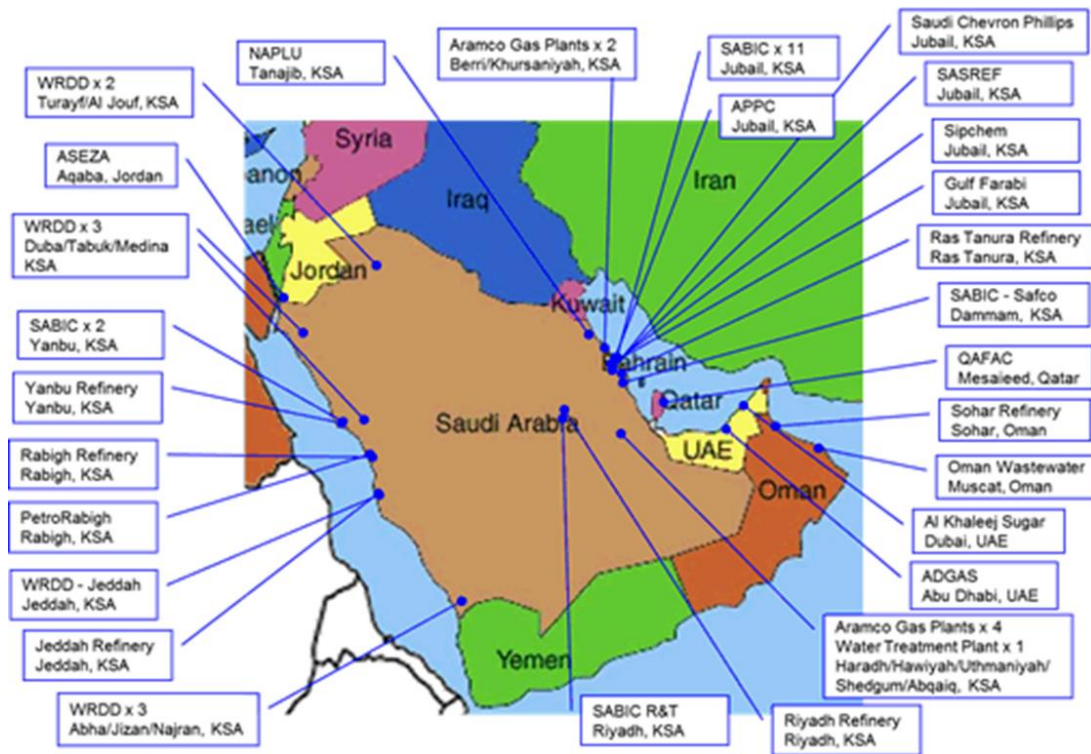 NAPLU
Tanajib, KSA
Aramco Gas Plants x 2
Berri/Khursaniyah, KSA
SABIC x 11
Jubail, KSA
Saudi Chevron Phillips
Jubail, KSA
WRDD x 2
Turayf/Al Jouf, KSA
SASREF
Jubail, KSA
APPC
Jubail, KSA
Sipchem
Jubail, KSA
ASEZA
Aqaba, Jordan
Gulf Farabi
Jubail, KSA
WRDD x 3
Duba/Tabuk/Medina
KSA
Ras Tanura Refinery
Ras Tanura, KSA
SABIC - Safco
Dammam, KSA
SABIC x 2
Yanbu, KSA
QAFAC
Mesaieed, Qatar
Yanbu Refinery
Yanbu, KSA
Sohar Refinery
Sohar, Oman
Rabigh Refinery
Rabigh, KSA
Oman Wastewater
Muscat, Oman
PetroRabigh
Rabigh, KSA
Al Khaleej Sugar
Dubai, UAE
WRDD - Jeddah
Jeddah, KSA
ADGAS
Abu Dhabi, UAE
Jeddah Refinery
Jeddah, KSA
Aramco Gas Plants x 4
Water Treatment Plant x 1
Haradh/Hawiyah/Uthmaniyah/
Shedgum/Abqaiq, KSA
WRDD x 3
Abha/Jizan/Najran, KSA
SABIC R&T
Riyadh, KSA
Riyadh Refinery
Riyadh, KSA
Syria
anon
Iraq
Iran
ael
Jordan
Kuwait
Bahrain
Qatar
Saudi Arabia
UAE
Oman
Yemen